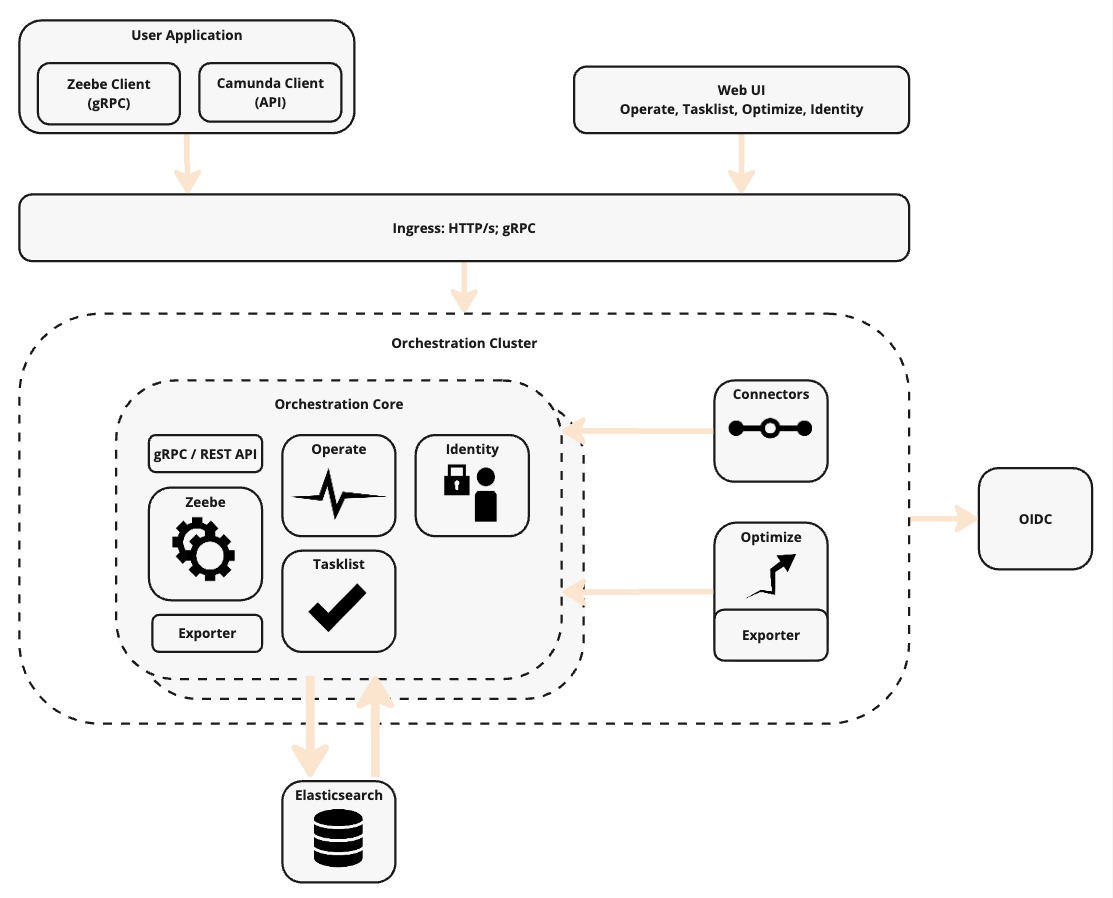 User Application
Zeebe Client
(gRPC)
Camunda Client
(API)
Web UI
Operate, Tasklist, Optimize, Identity
Ingress: HTTP/s; gRPC
Orchestration Cluster
Orchestration Core
gRPC / REST API
Operate
Identity
Zeebe
Tasklist
Exporter
Connectors
Optimize
Exporter
OIDC
Elasticsearch